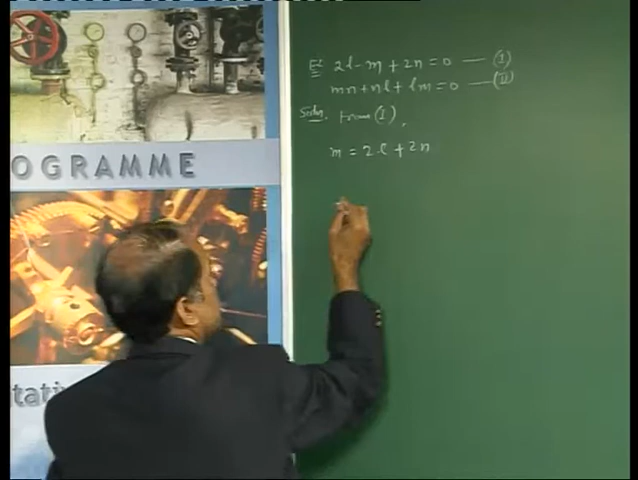 OGRAMME
tati
Ex 2l - m + 2n = 0 — (I)
mn + nl + lm = 0 — (II)
Soln. From (I),
m = 2l + 2n